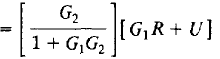 = [ G₂ / (1 + G₁G₂) ] [ G₁R + U ]